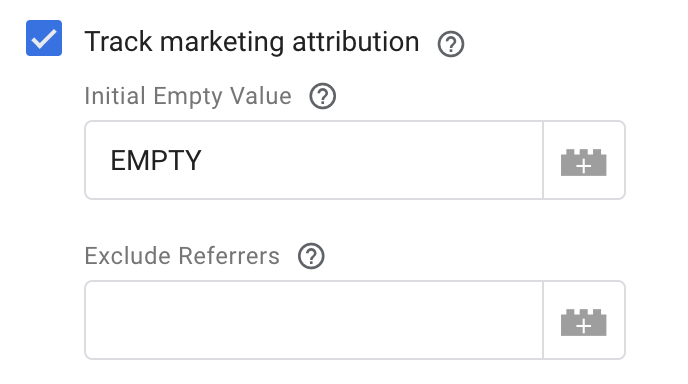 Track marketing attribution
Initial Empty Value
EMPTY
Exclude Referrers